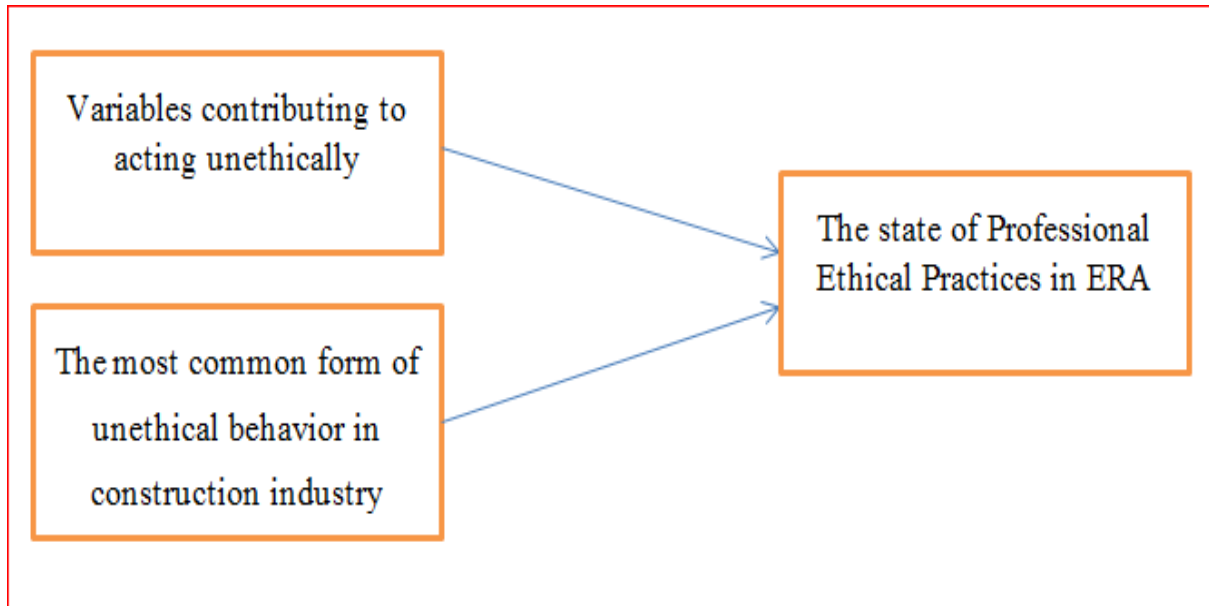 Variables contributing to
acting unethically
The most common form of
unethical behavior in
construction industry
The state of Professional
Ethical Practices in ERA